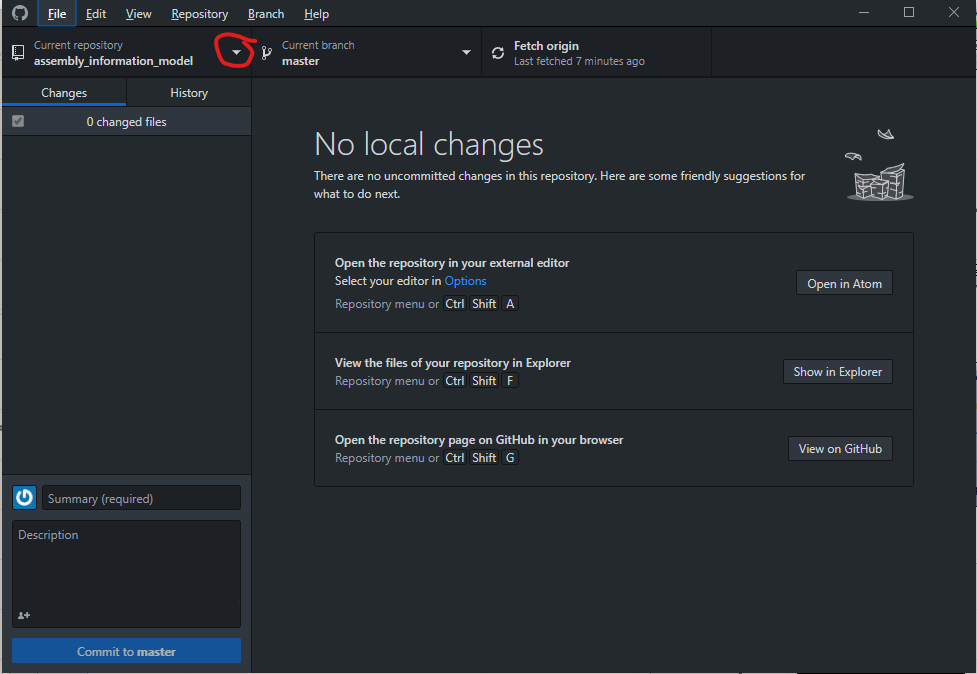 File Edit View Repository Branch Help
Current repository
assembly_information_model
Current branch
master
Fetch origin
Last fetched 7 minutes ago
Changes
History
0 changed files
No local changes
There are no uncommitted changes in this repository. Here are some friendly suggestions for
what to do next.
Open the repository in your external editor
Select your editor in Options
Repository menu or Ctrl Shift A
Open in Atom
View the files of your repository in Explorer
Repository menu or Ctrl Shift F
Show in Explorer
Open the repository page on GitHub in your browser
Repository menu or Ctrl Shift G
View on GitHub
Summary (required)
Description
Commit to master